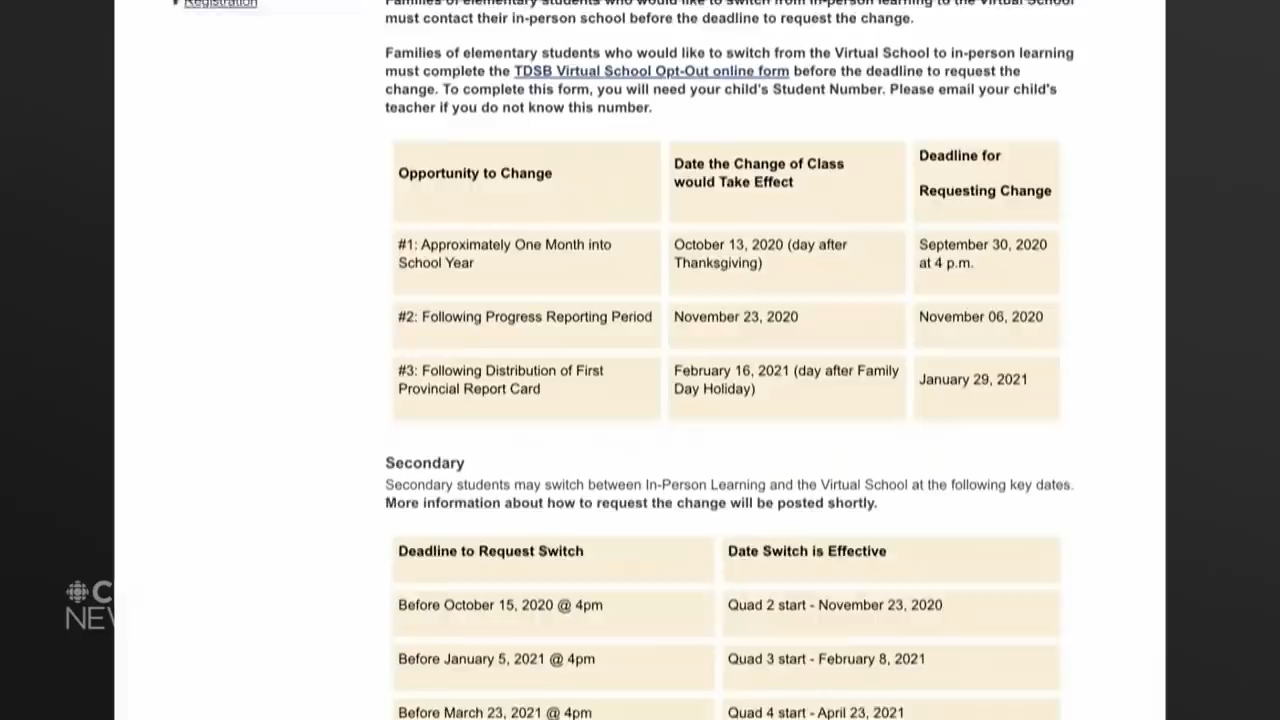 Registration
Families of elementary students who would like to switch from in-person learning to the Virtual School
must contact their in-person school before the deadline to request the change.
Families of elementary students who would like to switch from the Virtual School to in-person learning
must complete the TDSB Virtual School Opt-Out online form before the deadline to request the
change. To complete this form, you will need your child's Student Number. Please email your child's
teacher if you do not know this number.
Opportunity to Change
Date the Change of Class
would Take Effect
Deadline for
Requesting Change
#1: Approximately One Month into
School Year
October 13, 2020 (day after
Thanksgiving)
September 30, 2020
at 4 p.m.
#2: Following Progress Reporting Period
November 23, 2020
November 06, 2020
#3: Following Distribution of First
Provincial Report Card
February 16, 2021 (day after Family
Day Holiday)
January 29, 2021
Secondary
Secondary students may switch between In-Person Learning and the Virtual School at the following key dates.
More information about how to request the change will be posted shortly.
Deadline to Request Switch
Date Switch is Effective
Before October 15, 2020 @ 4pm
Quad 2 start - November 23, 2020
Before January 5, 2021 @ 4pm
Quad 3 start - February 8, 2021
Before March 23, 2021 @ 4pm
Quad 4 start - April 23, 2021